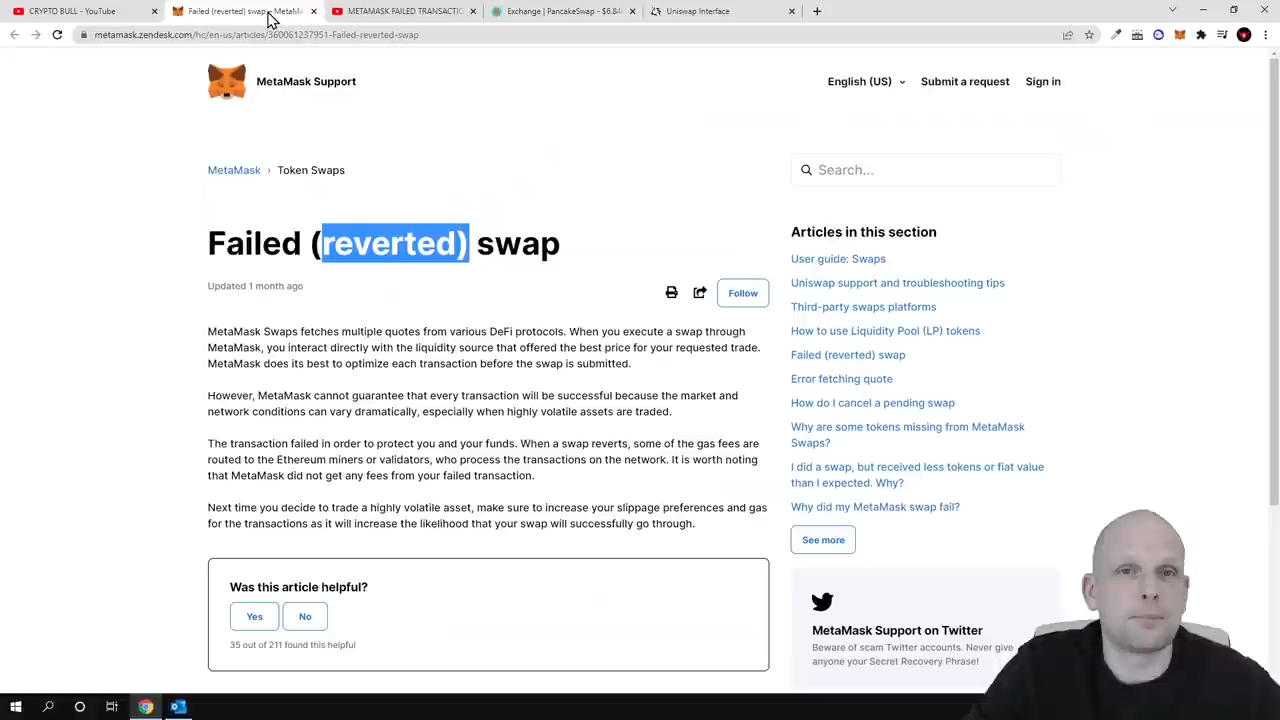 CRYPTO BULL - YouTube
Failed (reverted) swap – MetaMa
METAMASK FAILED TRANSACTIO
Exchange | PancakeSwap - $6.84
Uniswap Interface
metamask.zendesk.com/hc/en-us/articles/360061237951-Failed-reverted-swap
MetaMask Support
English (US)
Submit a request
Sign in
MetaMask › Token Swaps
Search...
Failed (reverted) swap
Updated 1 month ago
Follow
MetaMask Swaps fetches multiple quotes from various DeFi protocols. When you execute a swap through
MetaMask, you interact directly with the liquidity source that offered the best price for your requested trade.
MetaMask does its best to optimize each transaction before the swap is submitted.
However, MetaMask cannot guarantee that every transaction will be successful because the market and
network conditions can vary dramatically, especially when highly volatile assets are traded.
The transaction failed in order to protect you and your funds. When a swap reverts, some of the gas fees are
routed to the Ethereum miners or validators, who process the transactions on the network. It is worth noting
that MetaMask did not get any fees from your failed transaction.
Next time you decide to trade a highly volatile asset, make sure to increase your slippage preferences and gas
for the transactions as it will increase the likelihood that your swap will successfully go through.
Was this article helpful?
Yes
No
35 out of 211 found this helpful
Articles in this section
User guide: Swaps
Uniswap support and troubleshooting tips
Third-party swaps platforms
How to use Liquidity Pool (LP) tokens
Failed (reverted) swap
Error fetching quote
How do I cancel a pending swap
Why are some tokens missing from MetaMask
Swaps?
I did a swap, but received less tokens or fiat value
than I expected. Why?
Why did my MetaMask swap fail?
See more
MetaMask Support on Twitter
Beware of scam Twitter accounts. Never give
anyone your Secret Recovery Phrase!